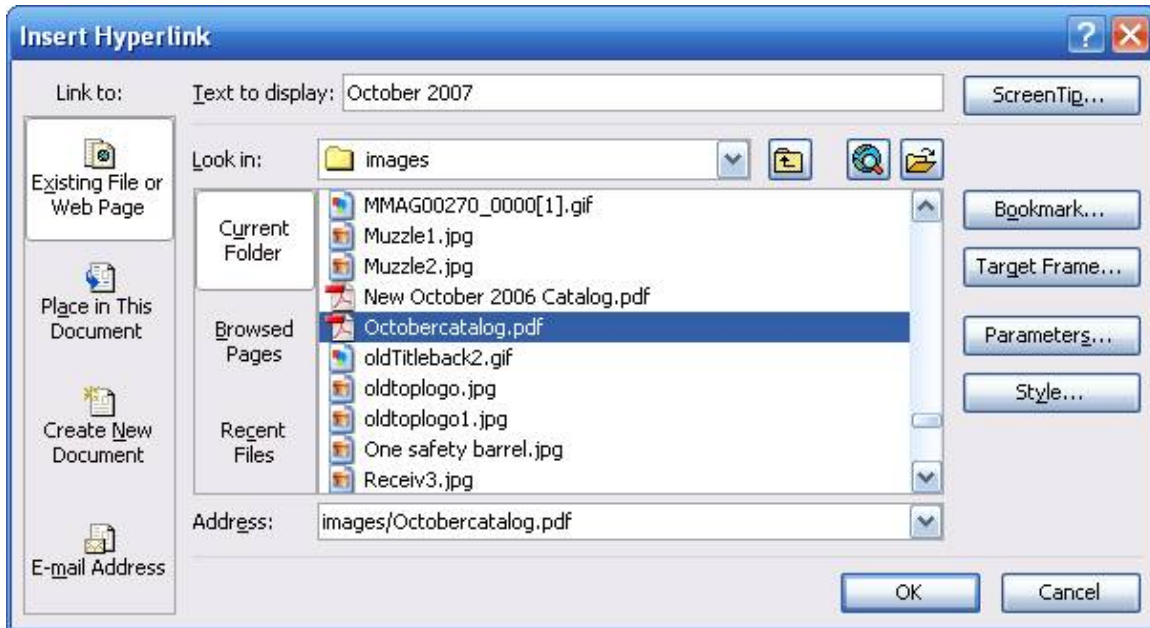 Insert Hyperlink
Link to:
Text to display: October 2007
ScreenTip...
Existing File or
Web Page
Place in This
Document
Create New
Document
E-mail Address
Look in: images
Current
Folder
Browsed
Pages
Recent
Files
MMAG00270_0000[1].gif
Muzzle1.jpg
Muzzle2.jpg
New October 2006 Catalog.pdf
Octobercatalog.pdf
oldTitleback2.gif
oldtoplogo.jpg
oldtoplogo1.jpg
One safety barrel.jpg
Receiv3.jpg
Bookmark...
Target Frame...
Parameters...
Style...
Address: images/Octobercatalog.pdf
OK
Cancel